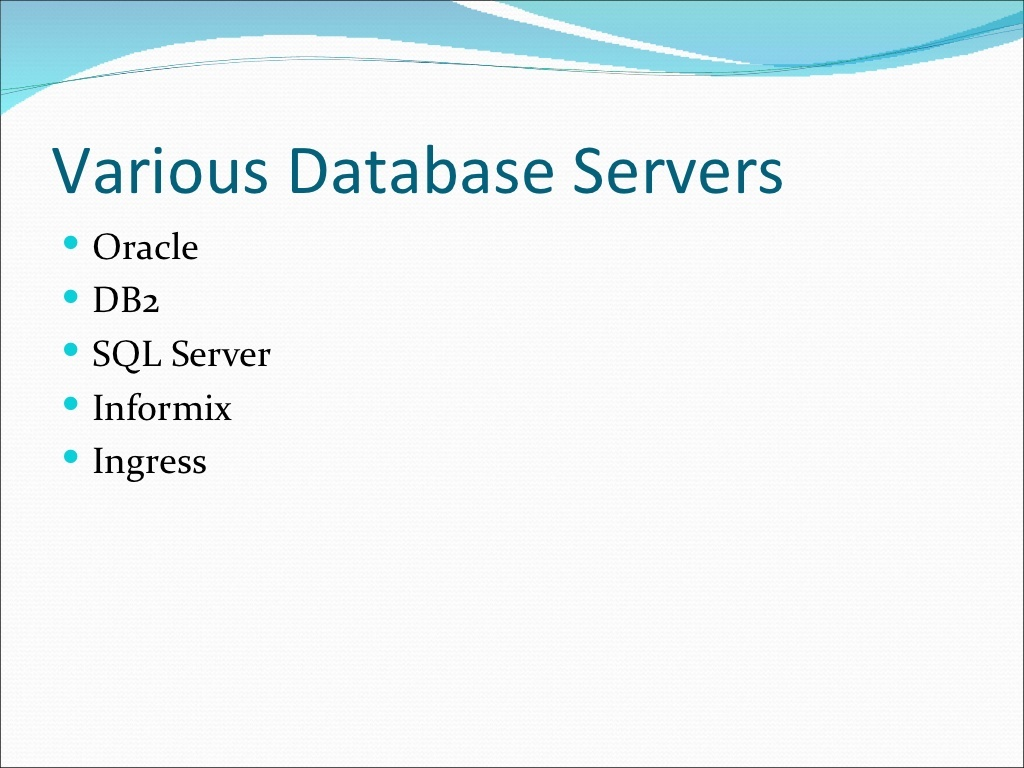 Various Database Servers
Oracle
DB2
SQL Server
Informix
Ingress